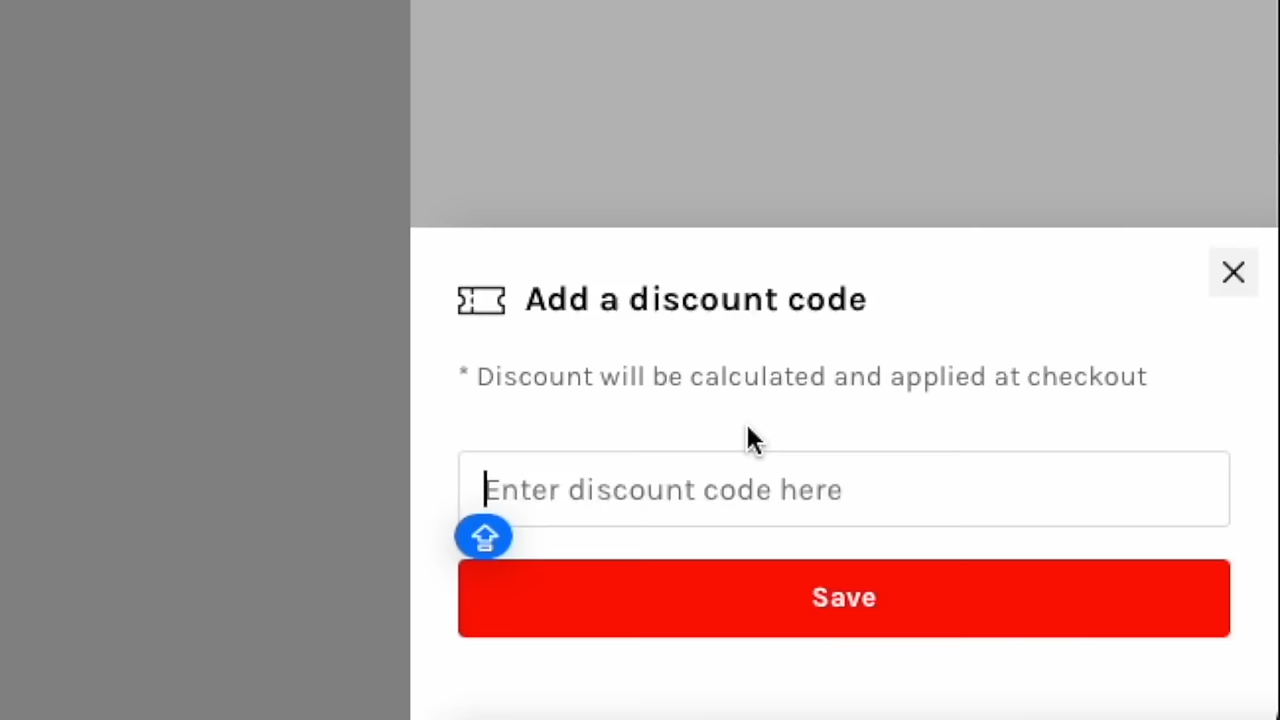 Add a discount code
* Discount will be calculated and applied at checkout
Enter discount code here
Save